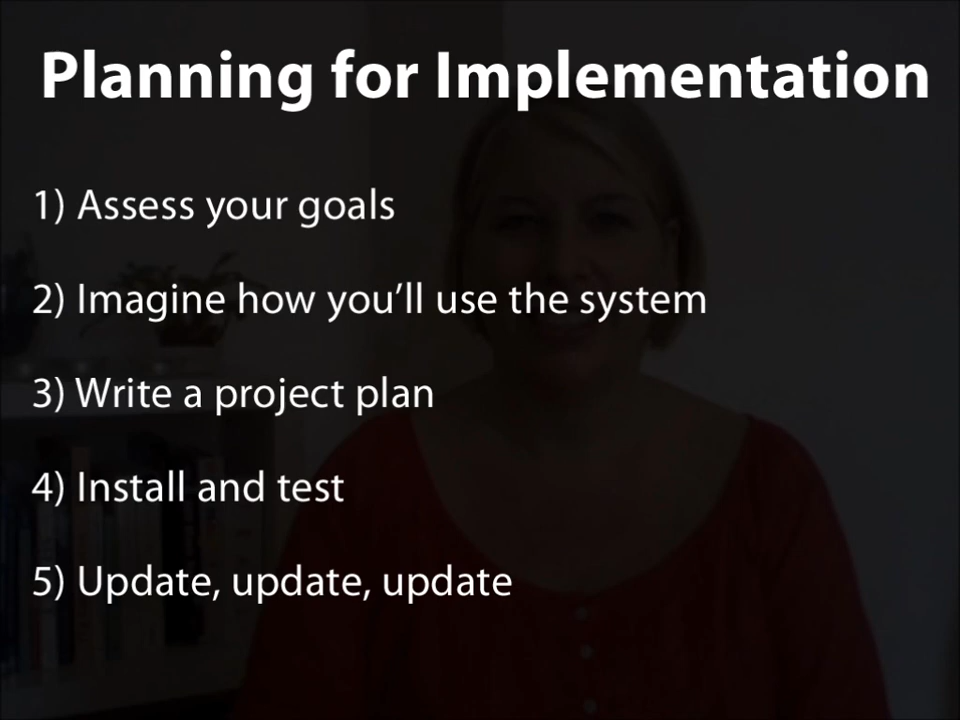 Planning for Implementation
1) Assess your goals
2) Imagine how you’ll use the system
3) Write a project plan
4) Install and test
5) Update, update, update